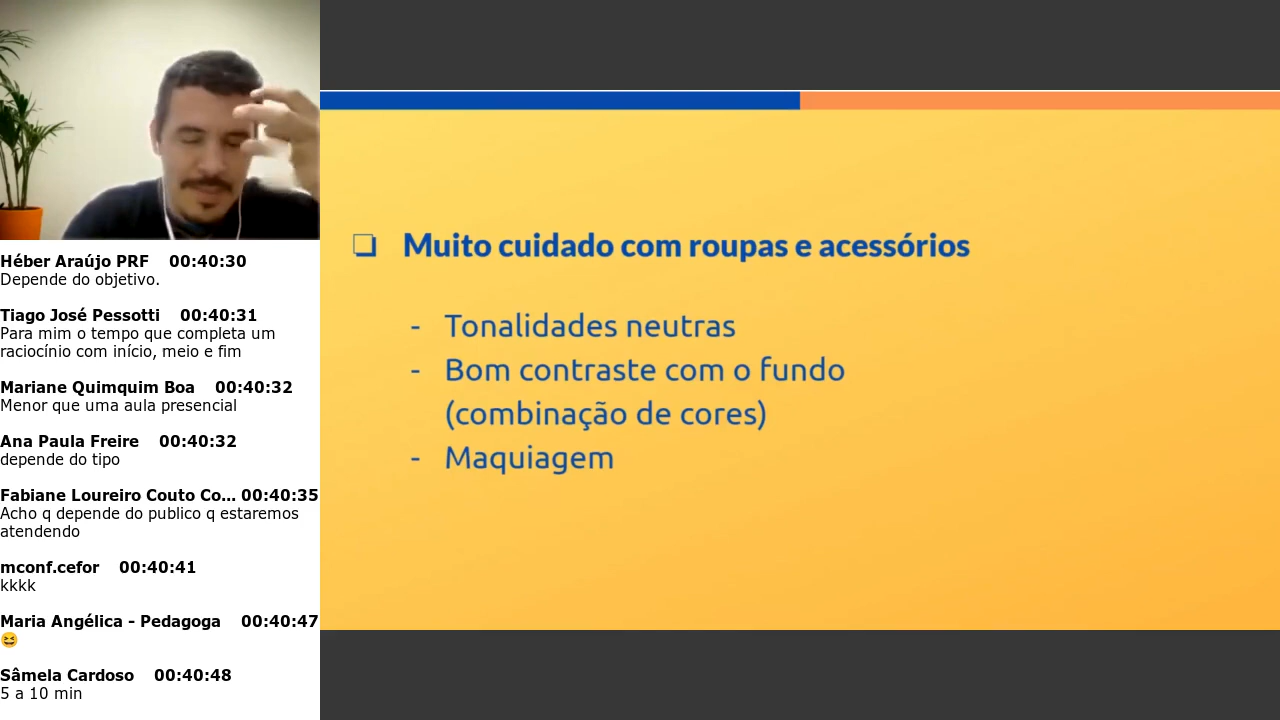 Héber Araújo PRF 00:40:30
Depende do objetivo.
Tiago José Pessotti 00:40:31
Para mim o tempo que completa um
raciocínio com início, meio e fim
Mariane Quimquim Boa 00:40:32
Menor que uma aula presencial
Ana Paula Freire 00:40:32
depende do tipo
Fabiane Loureiro Couto Co... 00:40:35
Acho q depende do publico q estaremos
atendendo
mconf.cefor 00:40:41
kkkk
Maria Angélica - Pedagoga 00:40:47
😆
Sâmela Cardoso 00:40:48
5 a 10 min
❏ Muito cuidado com roupas e acessórios
- Tonalidades neutras
- Bom contraste com o fundo
(combinação de cores)
- Maquiagem